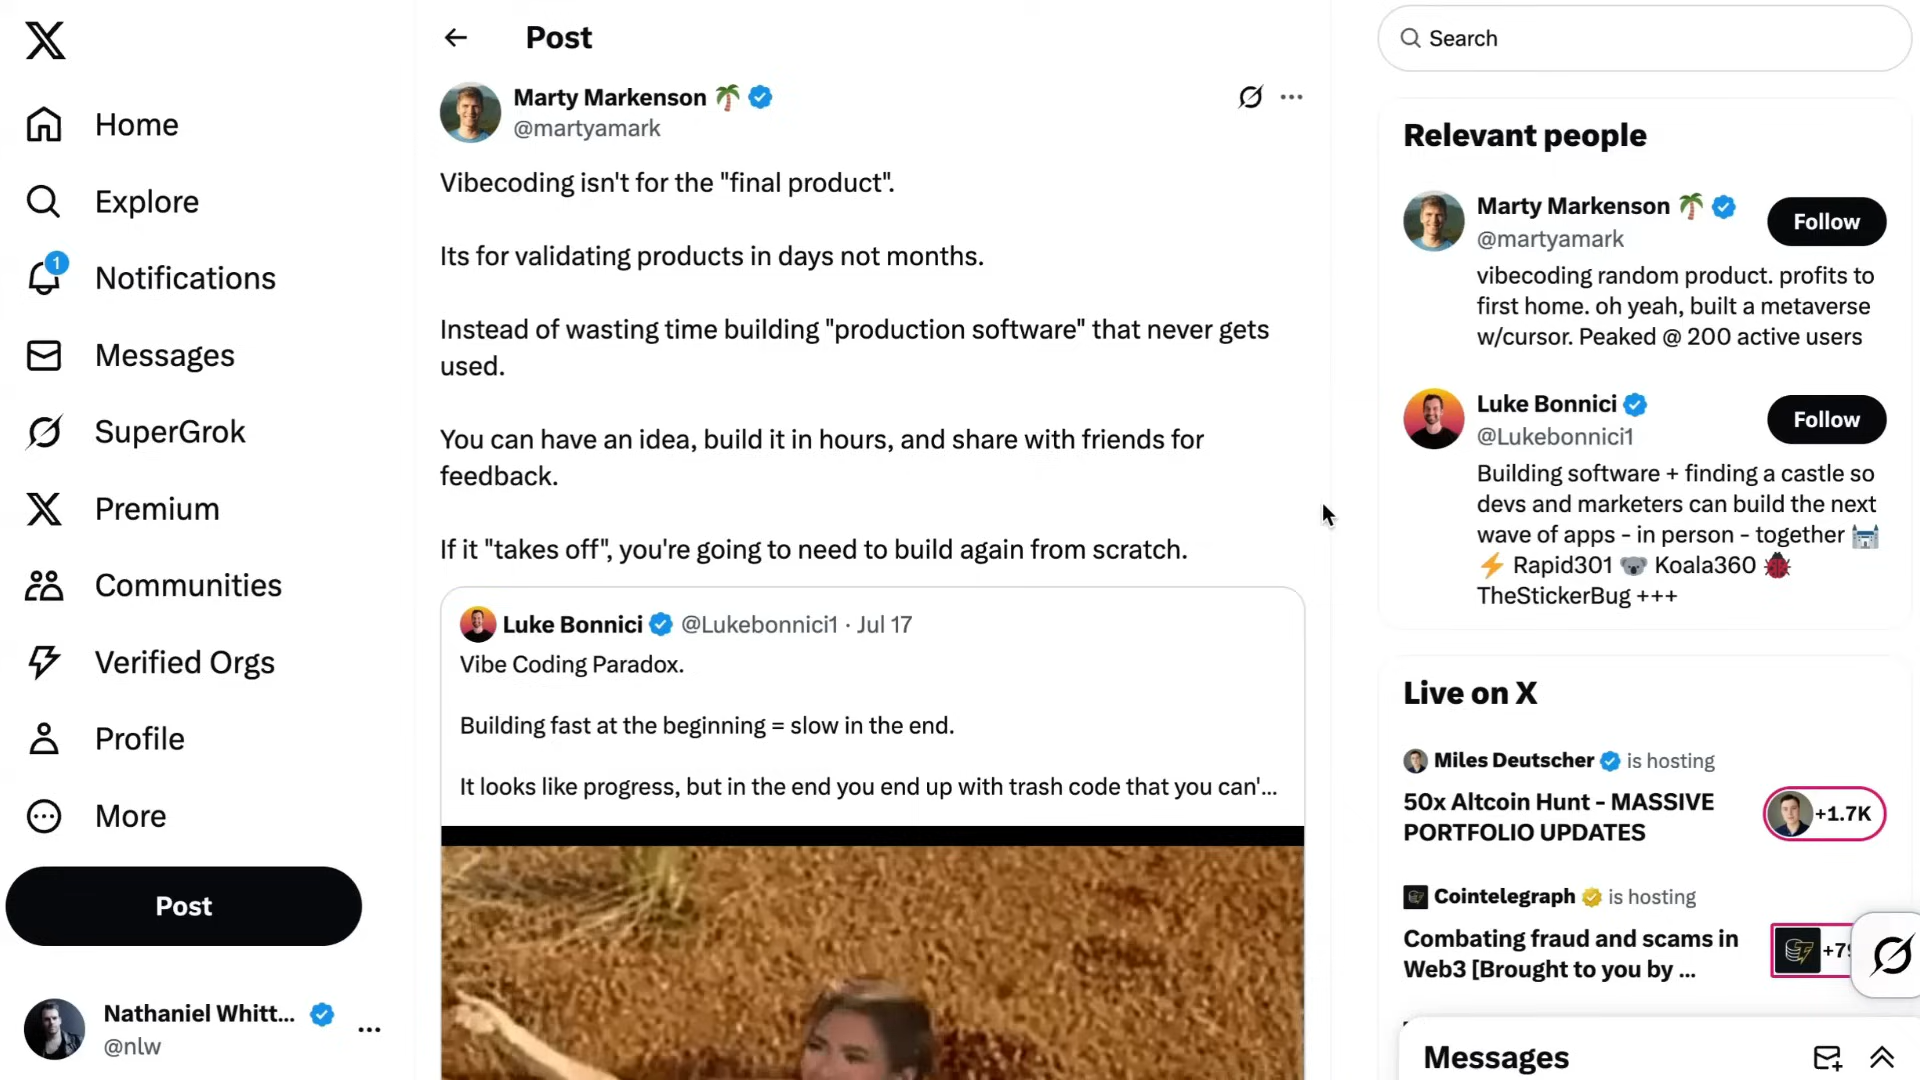 Home
Explore
1
Notifications
Messages
SuperGrok
Premium
Communities
Verified Orgs
Profile
More
Post
Nathaniel Whitt...
@nlw
Post
Marty Markenson
@martyamark
Vibecoding isn't for the "final product".
Its for validating products in days not months.
Instead of wasting time building "production software" that never gets
used.
You can have an idea, build it in hours, and share with friends for
feedback.
If it "takes off", you're going to need to build again from scratch.
Luke Bonnici @Lukebonnici1 · Jul 17
Vibe Coding Paradox.
Building fast at the beginning = slow in the end.
It looks like progress, but in the end you end up with trash code that you can'...
Search
Relevant people
Marty Markenson
@martyamark
Follow
vibecoding random product. profits to
first home. oh yeah, built a metaverse
w/cursor. Peaked @ 200 active users
Luke Bonnici
@Lukebonnici1
Follow
Building software + finding a castle so
devs and marketers can build the next
wave of apps - in person - together
Rapid301 Koala360
TheStickerBug +++
Live on X
Miles Deutscher is hosting
50x Altcoin Hunt - MASSIVE
PORTFOLIO UPDATES
+1.7K
Cointelegraph is hosting
Combating fraud and scams in
Web3 [Brought to you by ...
Messages